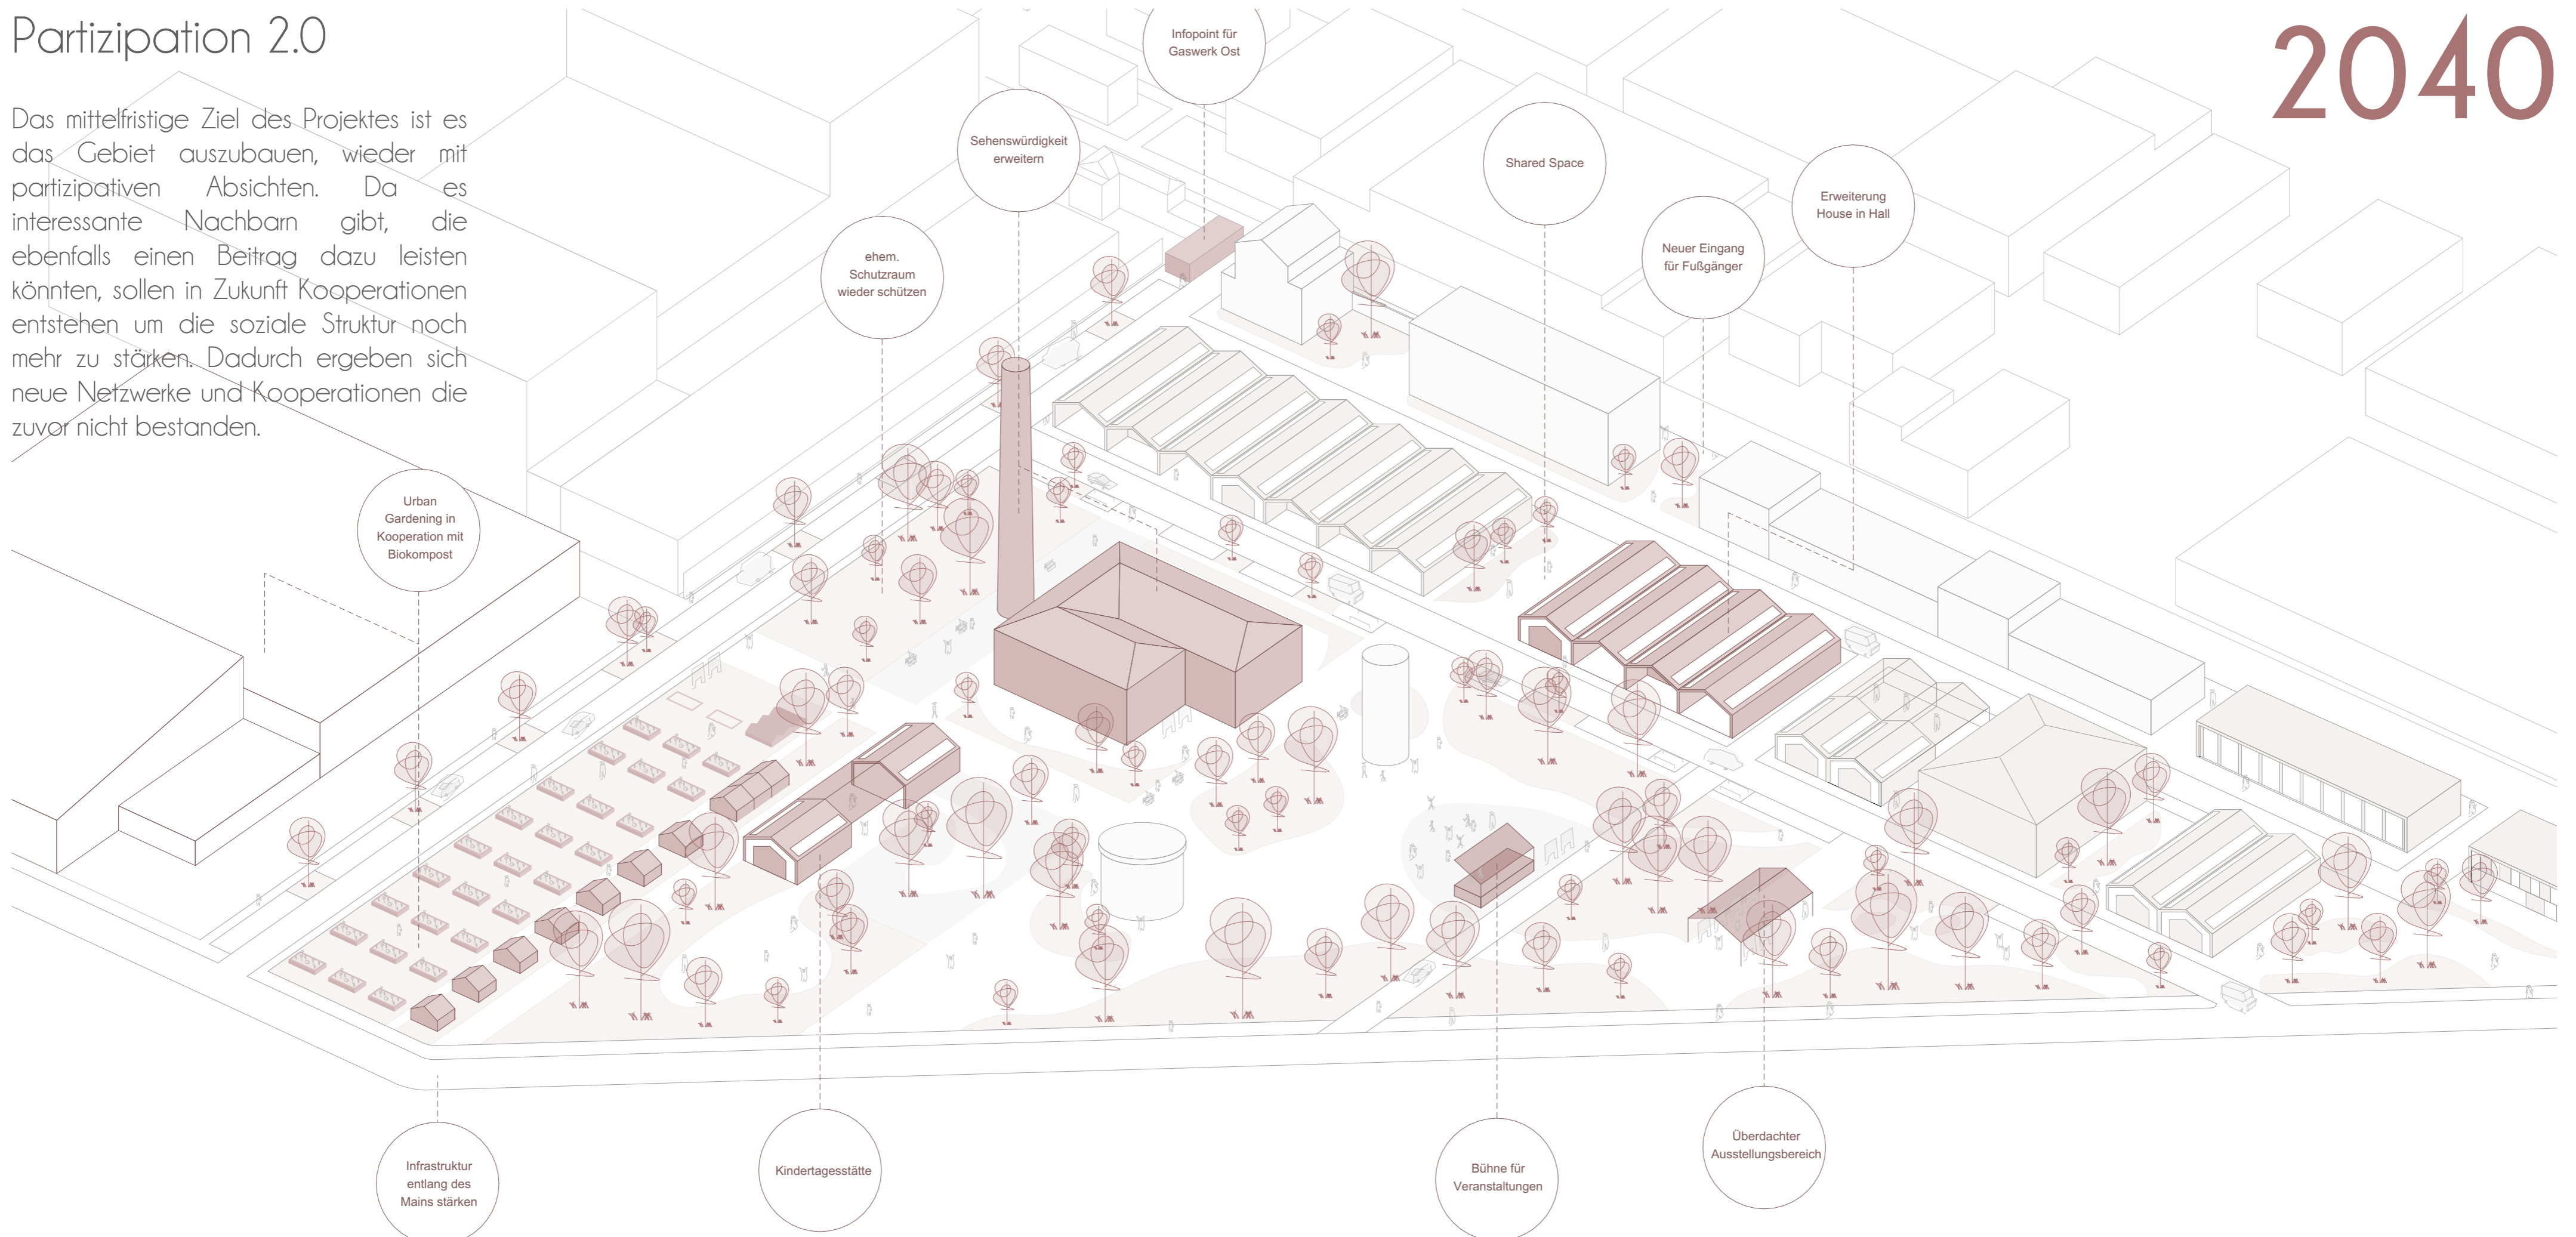 Partizipation 2.0
2040
Das mittelfristige Ziel des Projektes ist es
das Gebiet auszubauen, wieder mit
partizipativen Absichten. Da es
interessante Nachbarn gibt, die
ebenfalls einen Beitrag dazu leisten
könnten, sollen in Zukunft Kooperationen
entstehen um die soziale Struktur noch
mehr zu stärken. Dadurch ergeben sich
neue Netzwerke und Kooperationen die
zuvor nicht bestanden.
Infopoint für
Gaswerk Ost
Sehenswürdigkeit
erweitern
Shared Space
Erweiterung
House in Hall
Neuer Eingang
für Fußgänger
ehem.
Schutzraum
wieder schützen
Urban
Gardening in
Kooperation mit
Biokompost
Infrastruktur
entlang des
Mains stärken
Kindertagesstätte
Bühne für
Veranstaltungen
Überdachter
Ausstellungsbereich